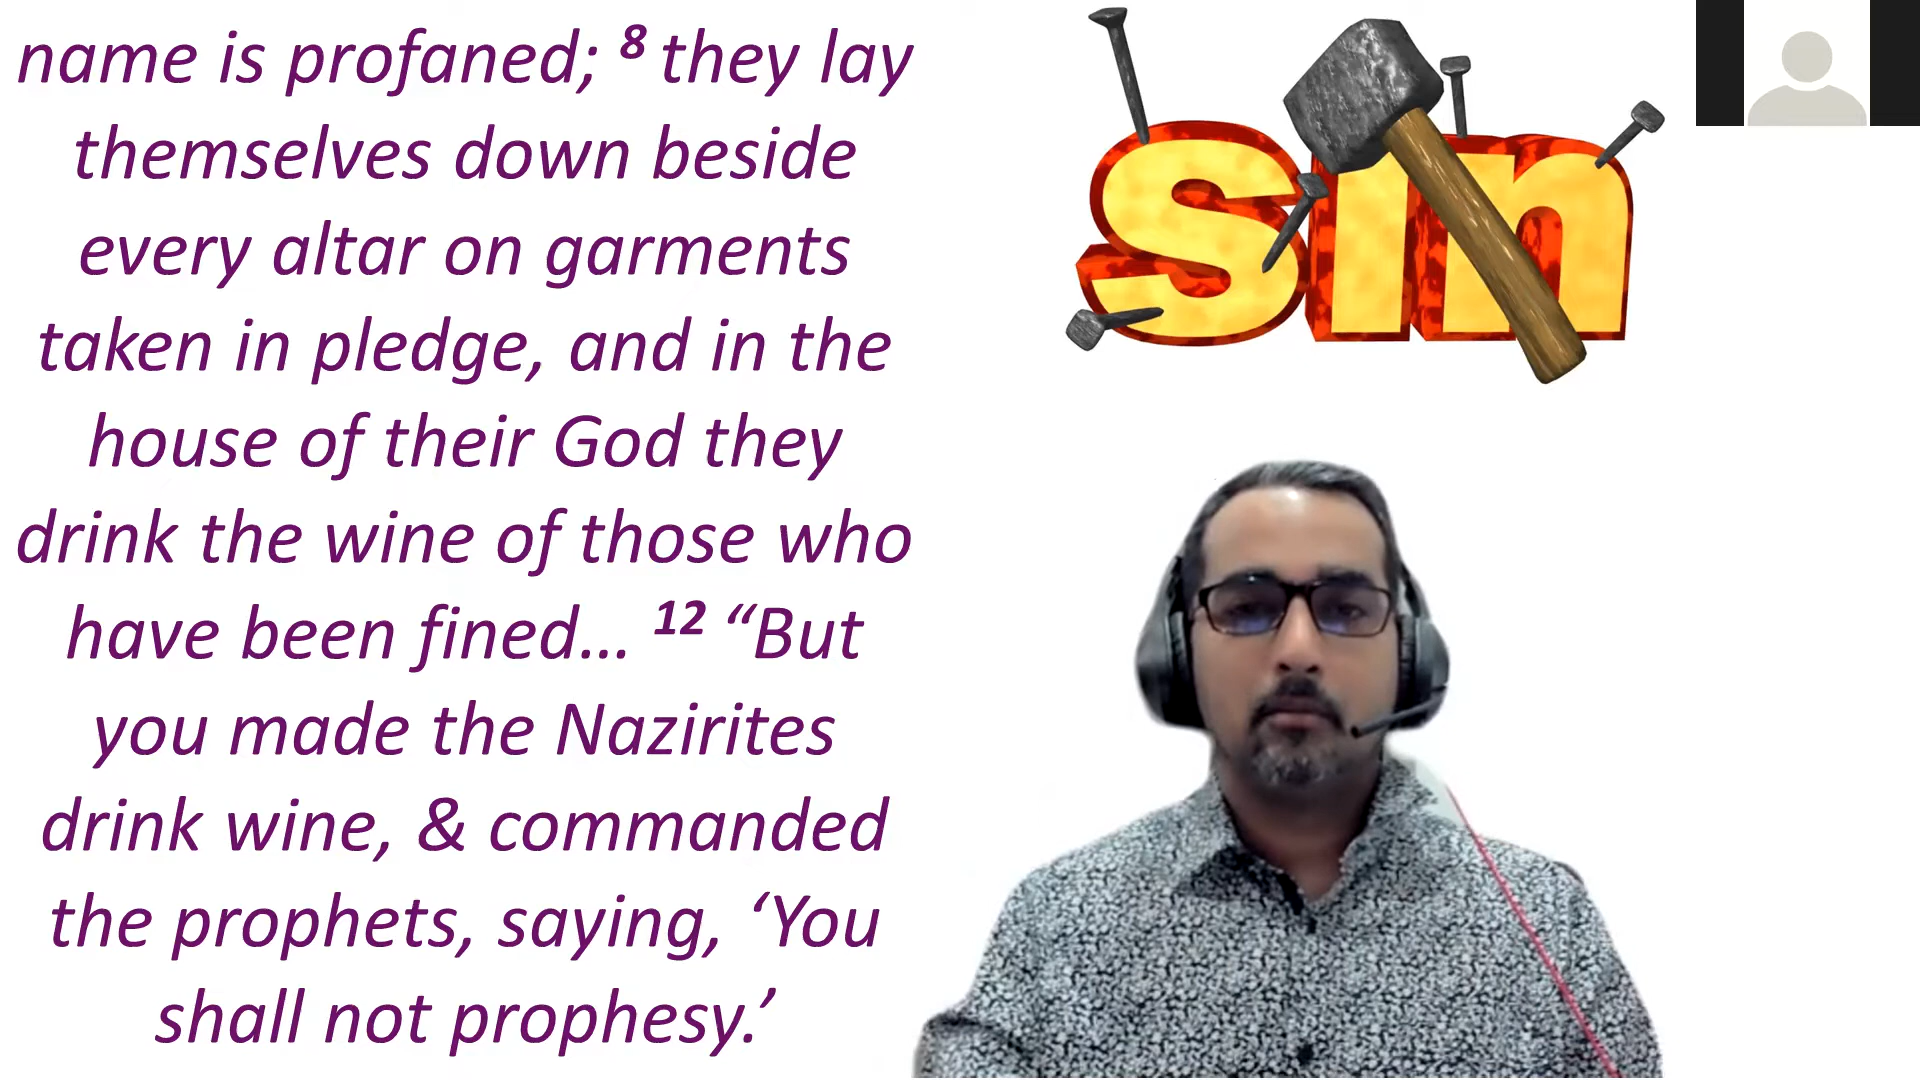 name is profaned; ⁸ they lay
themselves down beside
every altar on garments
taken in pledge, and in the
house of their God they
drink the wine of those who
have been fined... ¹² “But
you made the Nazirites
drink wine, & commanded
the prophets, saying, ‘You
shall not prophesy.’
sin